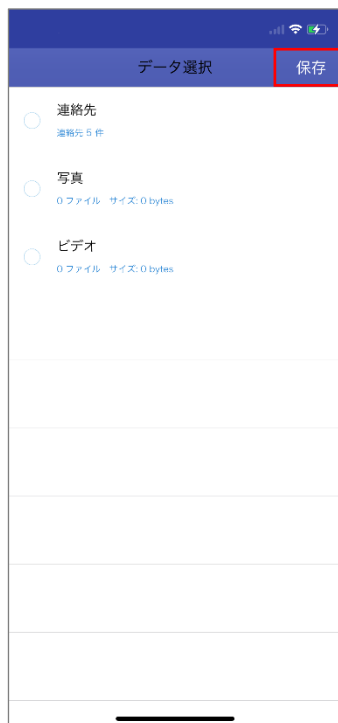 データ選択
保存
連絡先
連絡先 5 件
写真
0 ファイル サイズ: 0 bytes
ビデオ
0 ファイル サイズ: 0 bytes